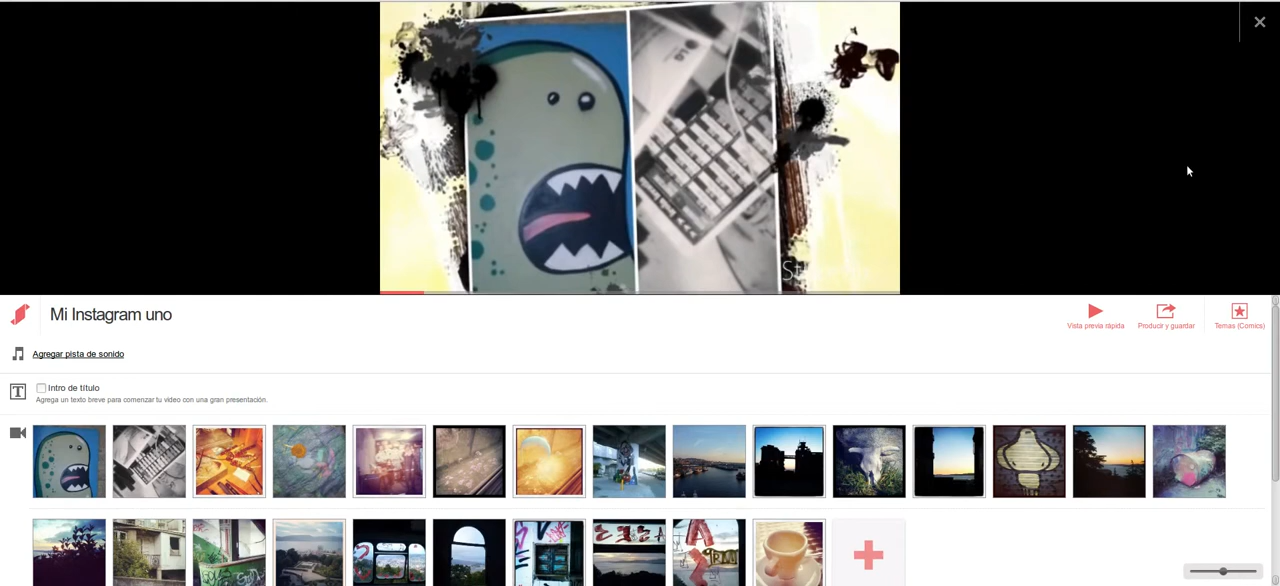 LG
Mi Instagram uno
Vista previa rápida
Producir y guardar
Temas (Comics)
Agregar pista de sonido
Intro de título
Agrega un texto breve para comenzar tu video con una gran presentación.